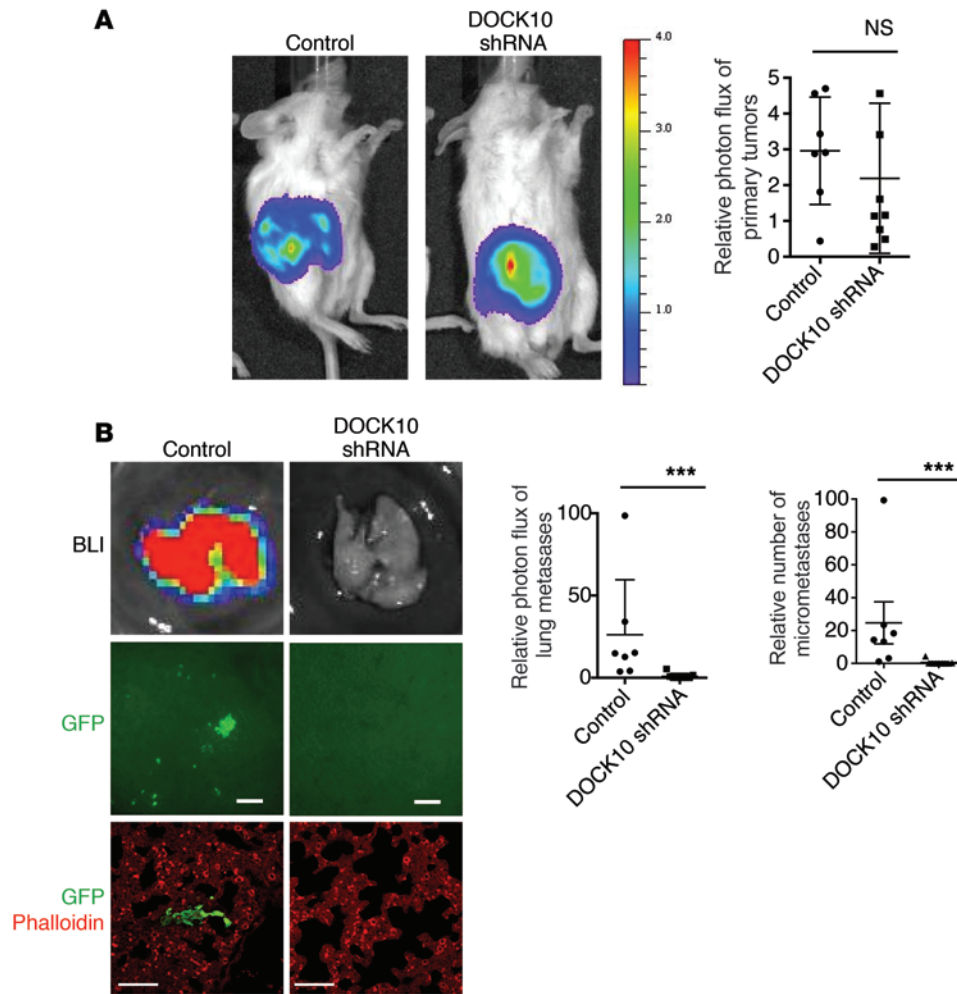 A
Control
DOCK10
shRNA
4.0
3.0
2.0
1.0
NS
Relative photon flux of
primary tumors
5
4
3
2
1
0
Control
DOCK10 shRNA
B
Control
DOCK10
shRNA
BLI
GFP
GFP
Phalloidin
***
Relative photon flux of
lung metasases
100
50
0
Control
DOCK10 shRNA
***
Relative number of
micrometastases
100
80
60
40
20
0
Control
DOCK10 shRNA